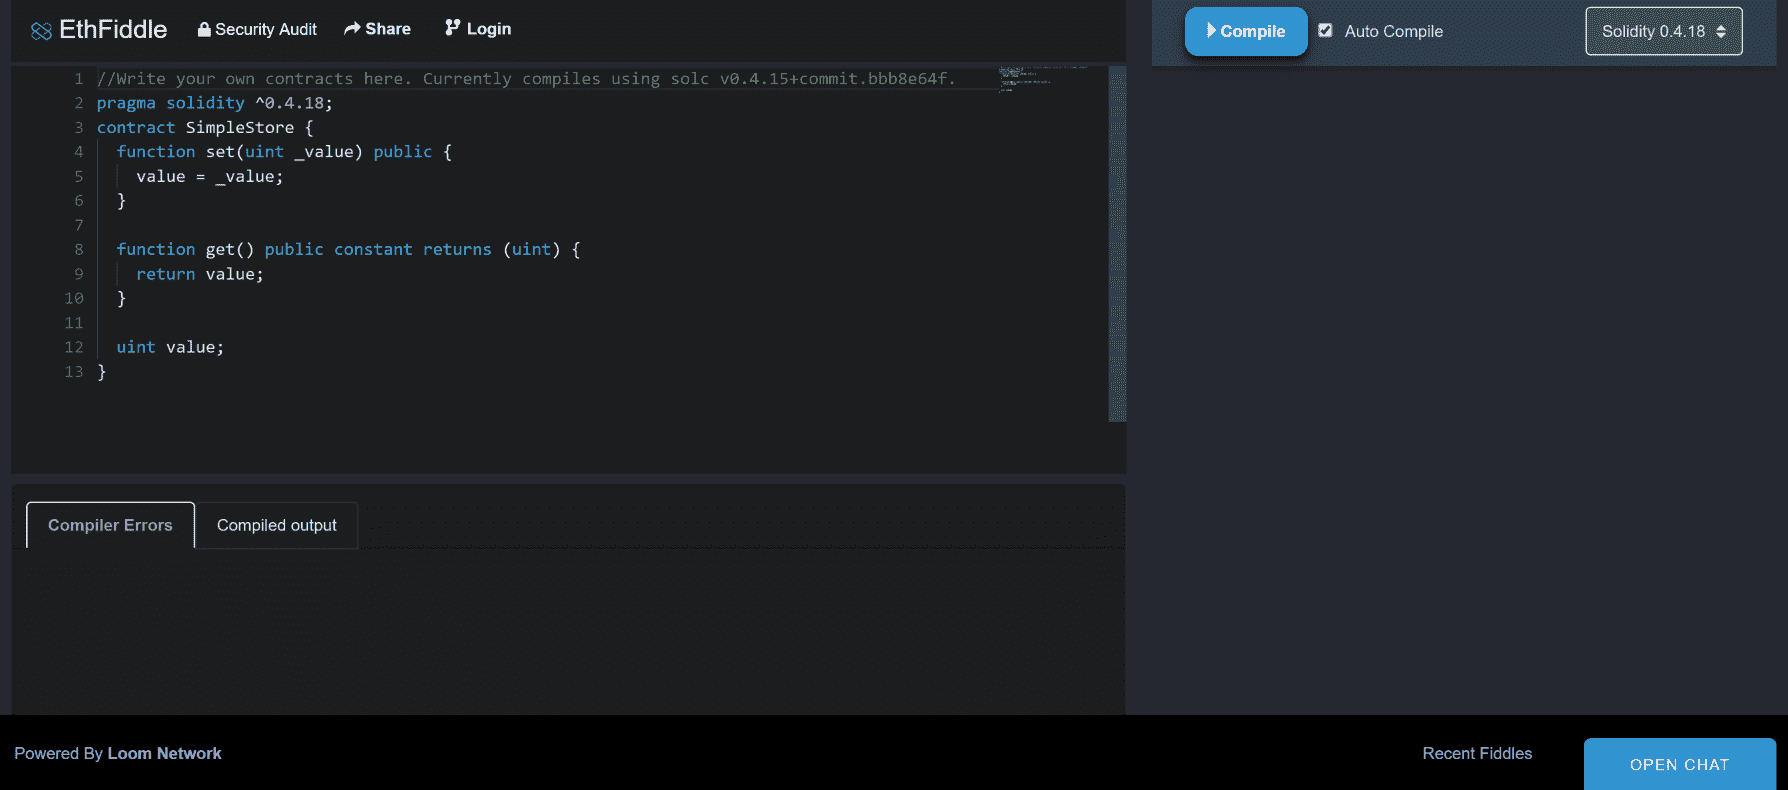 EthFiddle Security Audit Share Login Compile Auto Compile Solidity 0.4.18
1 //Write your own contracts here. Currently compiles using solc v0.4.15+commit.bbb8e64f.
2 pragma solidity ^0.4.18;
3 contract SimpleStore {
4 function set(uint _value) public {
5 value = _value;
6 }
7
8 function get() public constant returns (uint) {
9 return value;
10 }
11
12 uint value;
13 }
Compiler Errors Compiled output
Powered By Loom Network Recent Fiddles OPEN CHAT